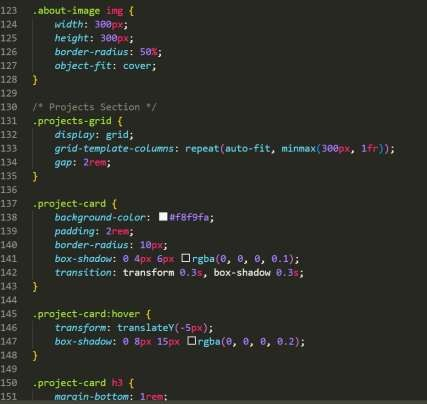 123 .about-image img {
124 width: 300px;
125 height: 300px;
126 border-radius: 50%;
127 object-fit: cover;
128 }
129
130 /* Projects Section */
131 .projects-grid {
132 display: grid;
133 grid-template-columns: repeat(auto-fit, minmax(300px, 1fr));
134 gap: 2rem;
135 }
136
137 .project-card {
138 background-color: #f8f9fa;
139 padding: 2rem;
140 border-radius: 10px;
141 box-shadow: 0 4px 6px rgba(0, 0, 0, 0.1);
142 transition: transform 0.3s, box-shadow 0.3s;
143 }
144
145 .project-card:hover {
146 transform: translateY(-5px);
147 box-shadow: 0 8px 15px rgba(0, 0, 0, 0.2);
148 }
149
150 .project-card h3 {
151 margin-bottom: 1rem;